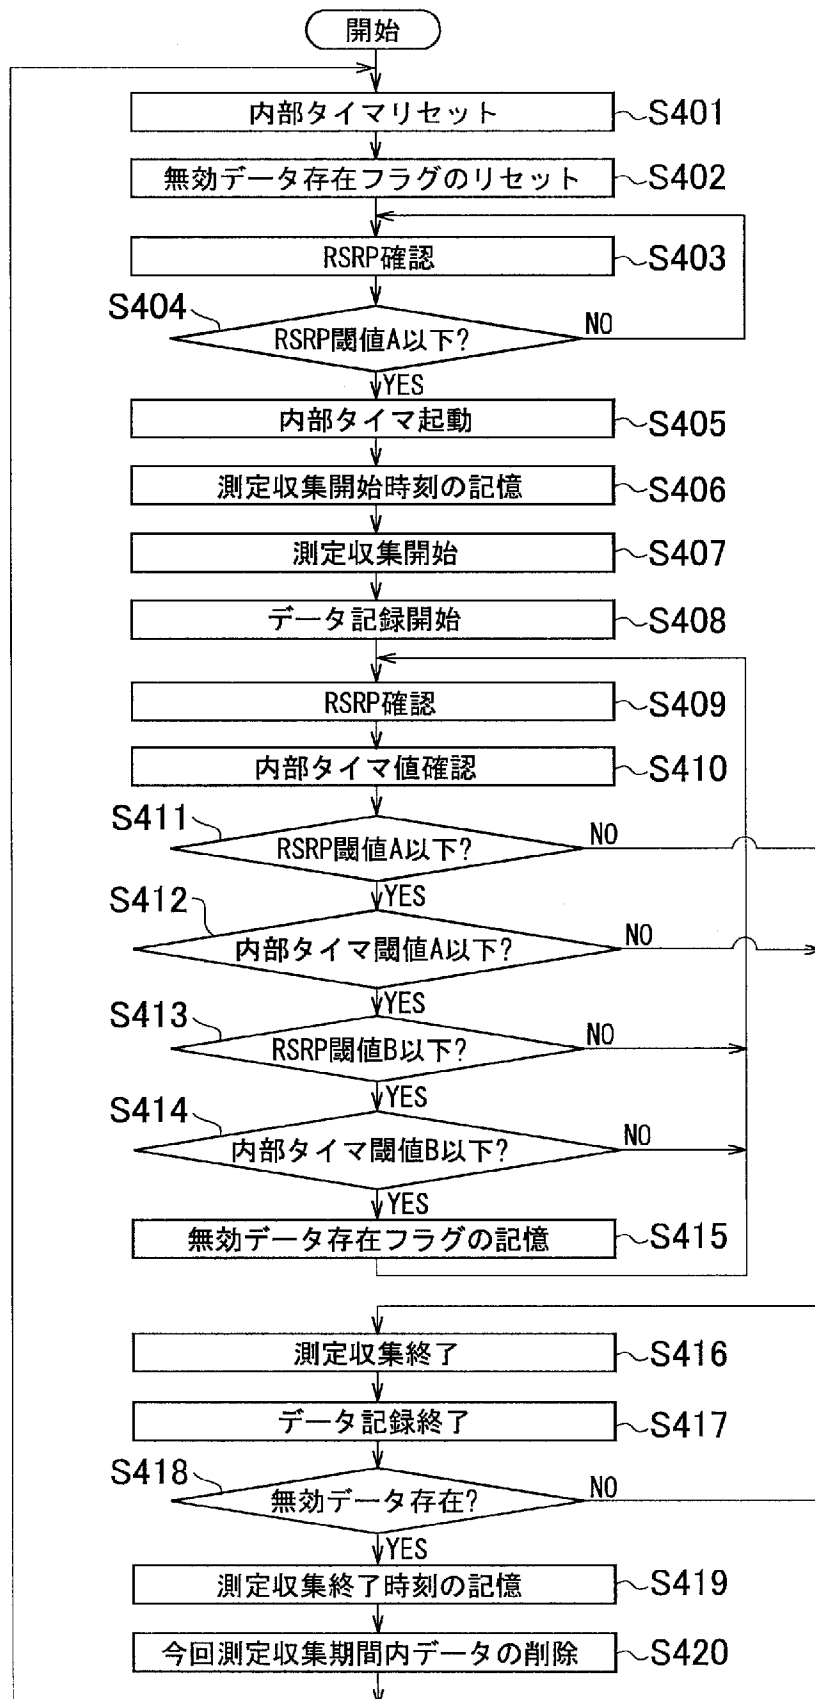 開始
内部タイマリセット S401
無効データ存在フラグのリセット S402
RSRP確認 S403
S404
RSRP閾値A以下? NO
YES
内部タイマ起動 S405
測定収集開始時刻の記憶 S406
測定収集開始 S407
データ記録開始 S408
RSRP確認 S409
内部タイマ値確認 S410
S411
RSRP閾値A以下? NO
YES
S412
内部タイマ閾値A以下? NO
YES
S413
RSRP閾値B以下? NO
YES
S414
内部タイマ閾値B以下? NO
YES
無効データ存在フラグの記憶 S415
測定収集終了 S416
データ記録終了 S417
S418
無効データ存在? NO
YES
測定収集終了時刻の記憶 S419
今回測定収集期間内データの削除 S420